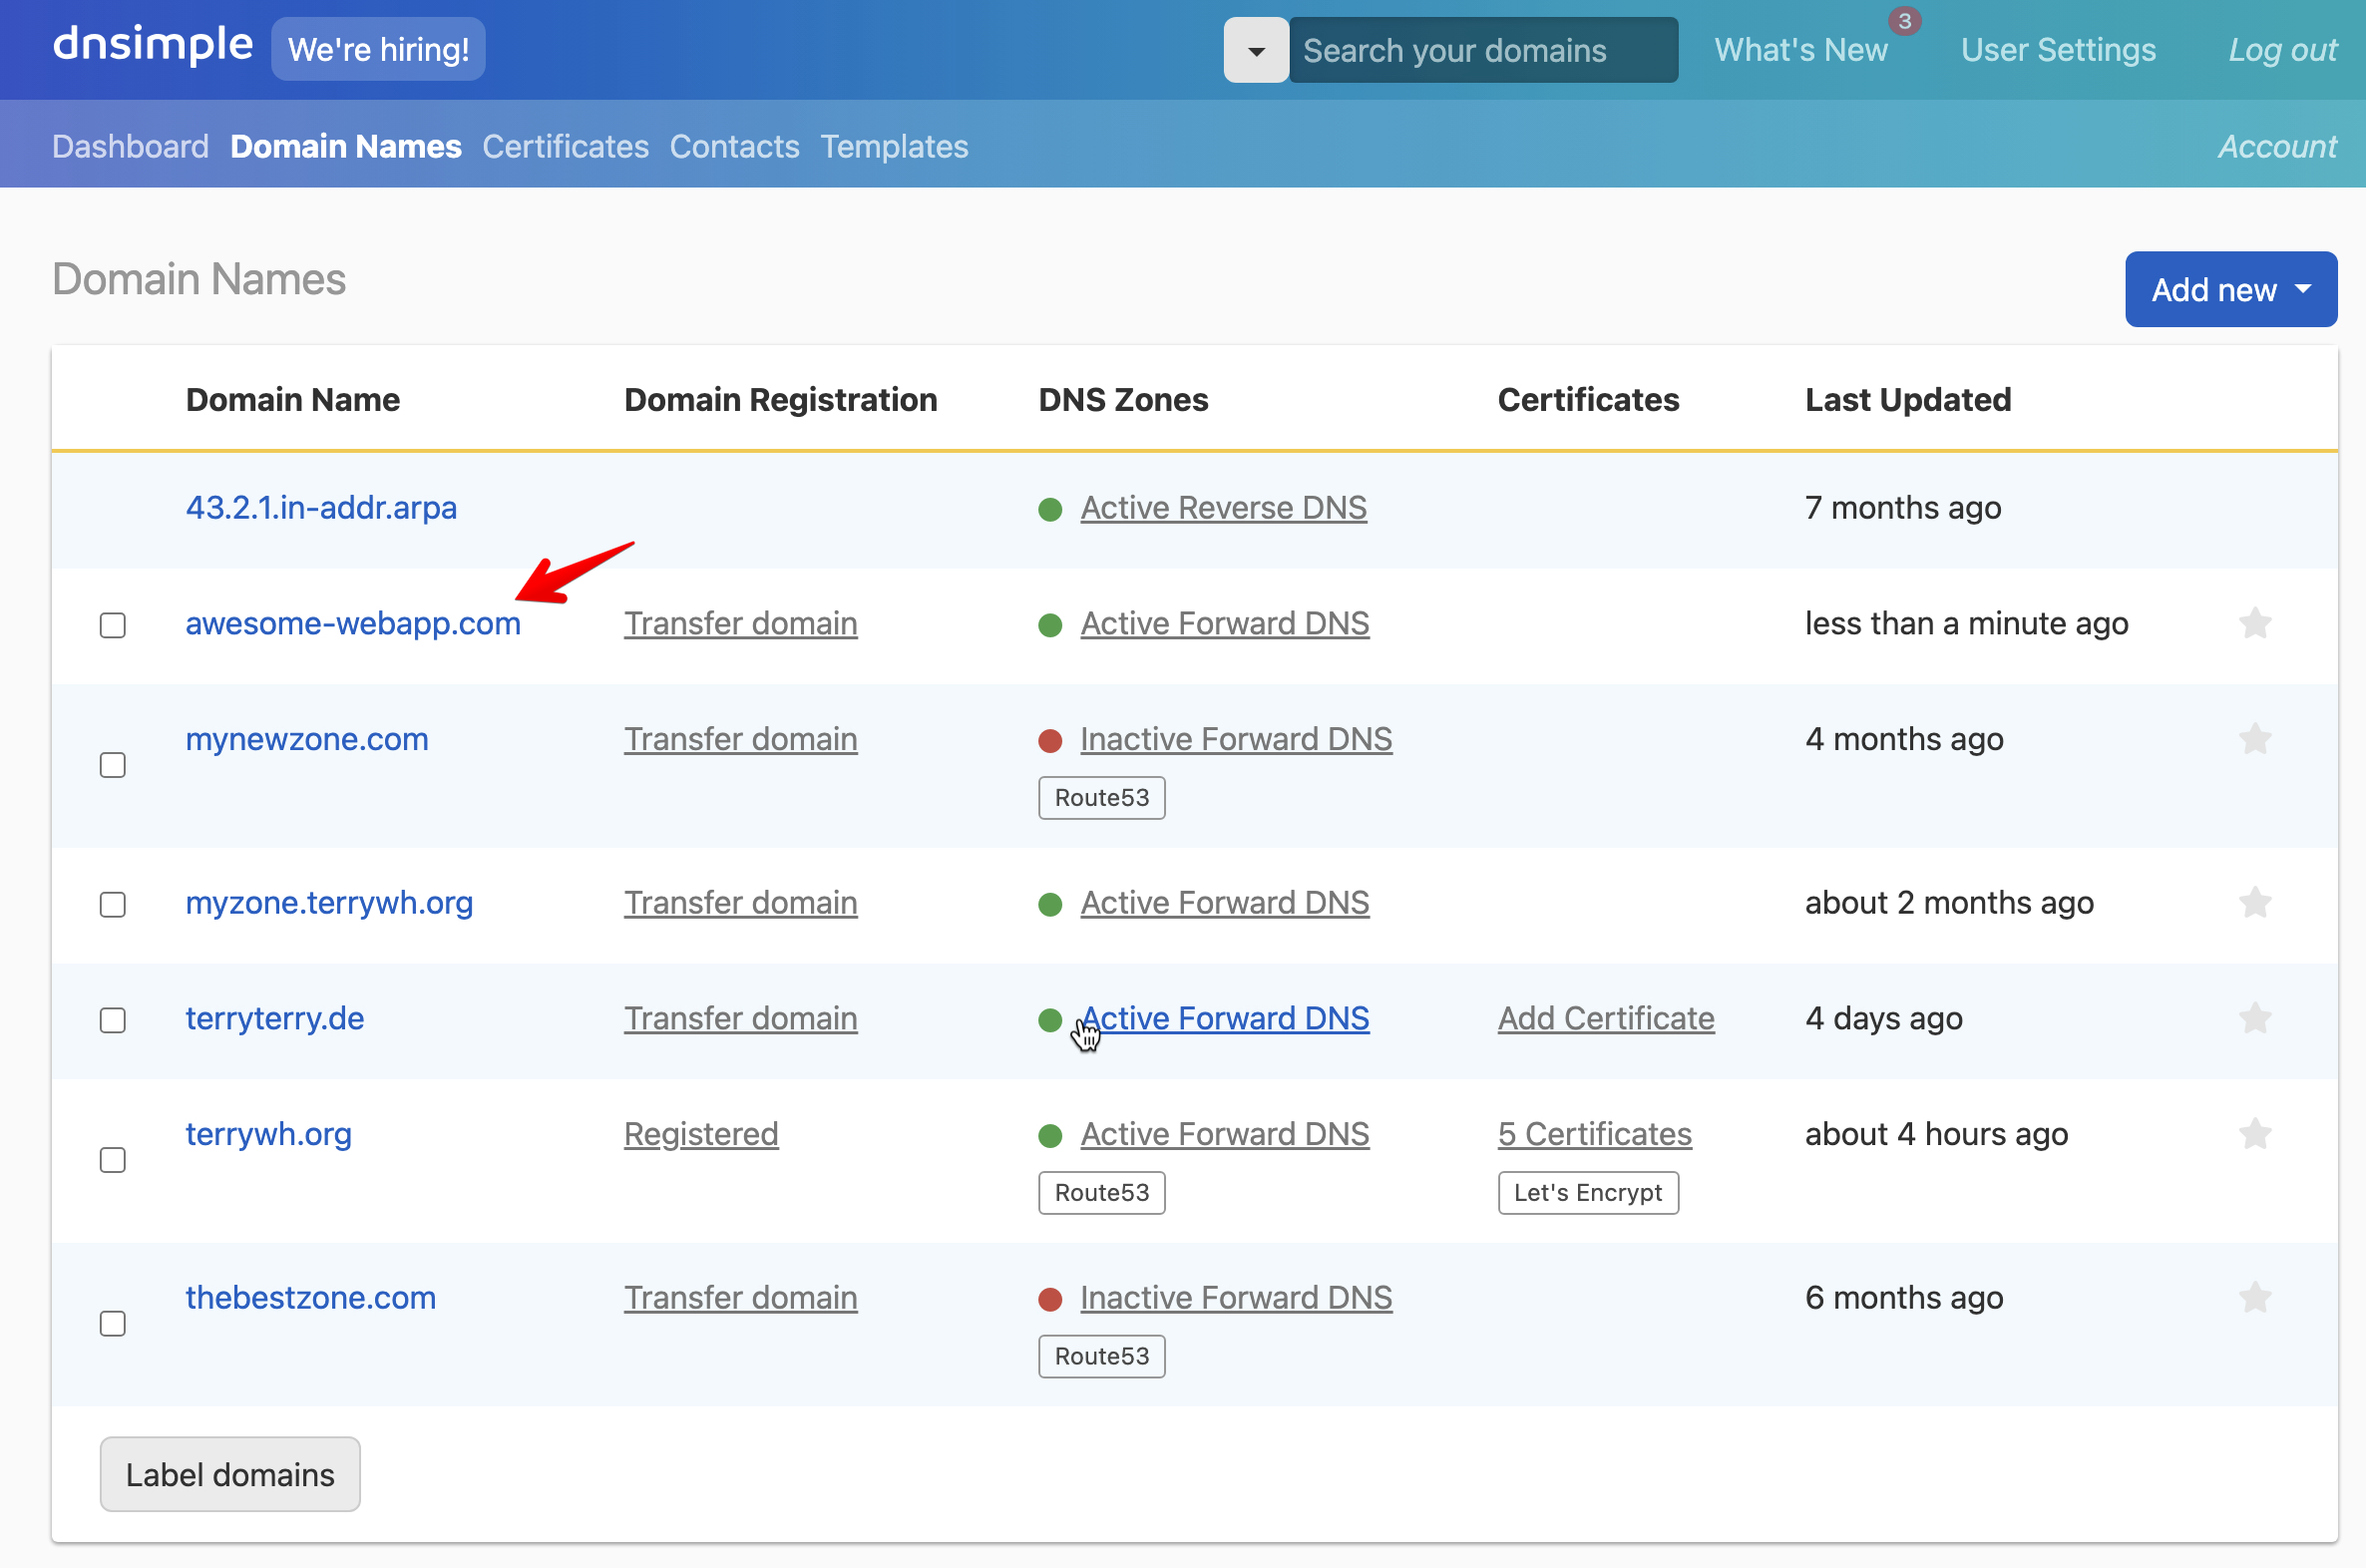 dnsimple We're hiring! Search your domains What's New 3 User Settings Log out
Dashboard Domain Names Certificates Contacts Templates Account
Domain Names Add new
Domain Name Domain Registration DNS Zones Certificates Last Updated
43.2.1.in-addr.arpa Active Reverse DNS 7 months ago
awesome-webapp.com Transfer domain Active Forward DNS less than a minute ago
mynewzone.com Transfer domain Inactive Forward DNS 4 months ago
Route53
myzone.terrywh.org Transfer domain Active Forward DNS about 2 months ago
terryterry.de Transfer domain Active Forward DNS Add Certificate 4 days ago
terrywh.org Registered Active Forward DNS 5 Certificates about 4 hours ago
Route53 Let's Encrypt
thebestzone.com Transfer domain Inactive Forward DNS 6 months ago
Route53
Label domains